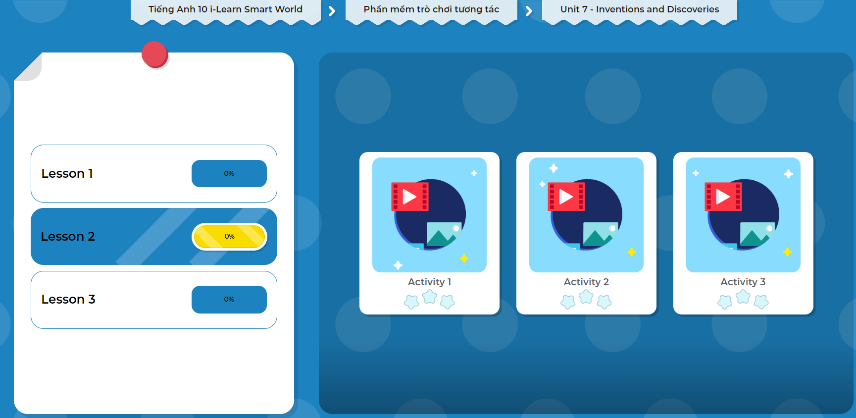 Tiếng Anh 10 i-Learn Smart World
Phần mềm trò chơi tương tác
Unit 7 - Inventions and Discoveries
Lesson 1
0%
Lesson 2
0%
Lesson 3
0%
Activity 1
Activity 2
Activity 3